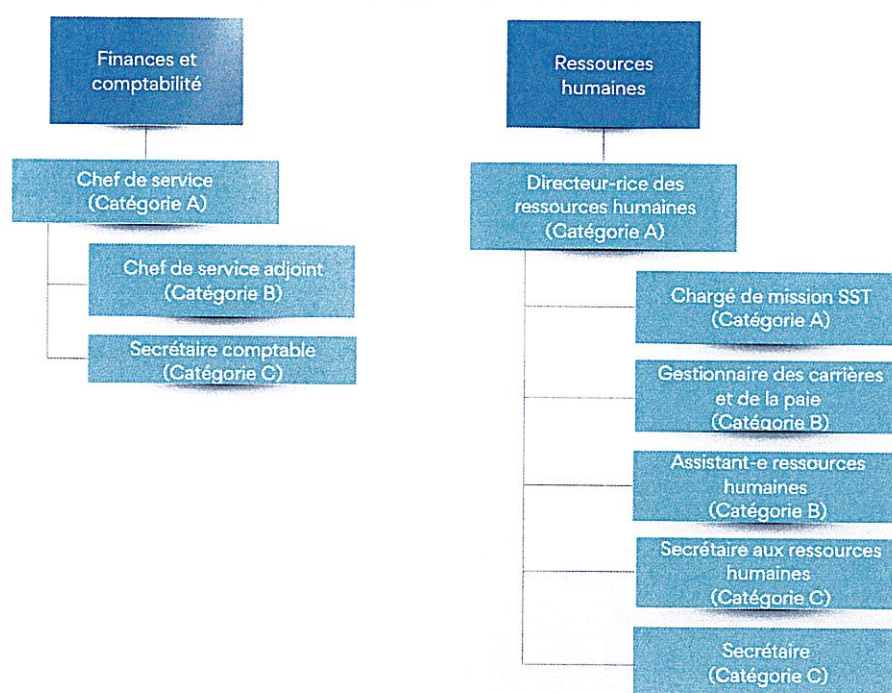 Finances et
comptabilité
Chef de service
(Catégorie A)
Chef de service adjoint
(Catégorie B)
Secrétaire comptable
(Catégorie C)
Ressources
humaines
Directeur-rice des
ressources humaines
(Catégorie A)
Chargé de mission SST
(Catégorie A)
Gestionnaire des carrières
et de la paie
(Catégorie B)
Assistant-e ressources
humaines
(Catégorie B)
Secrétaire aux ressources
humaines
(Catégorie C)
Secrétaire
(Catégorie C)